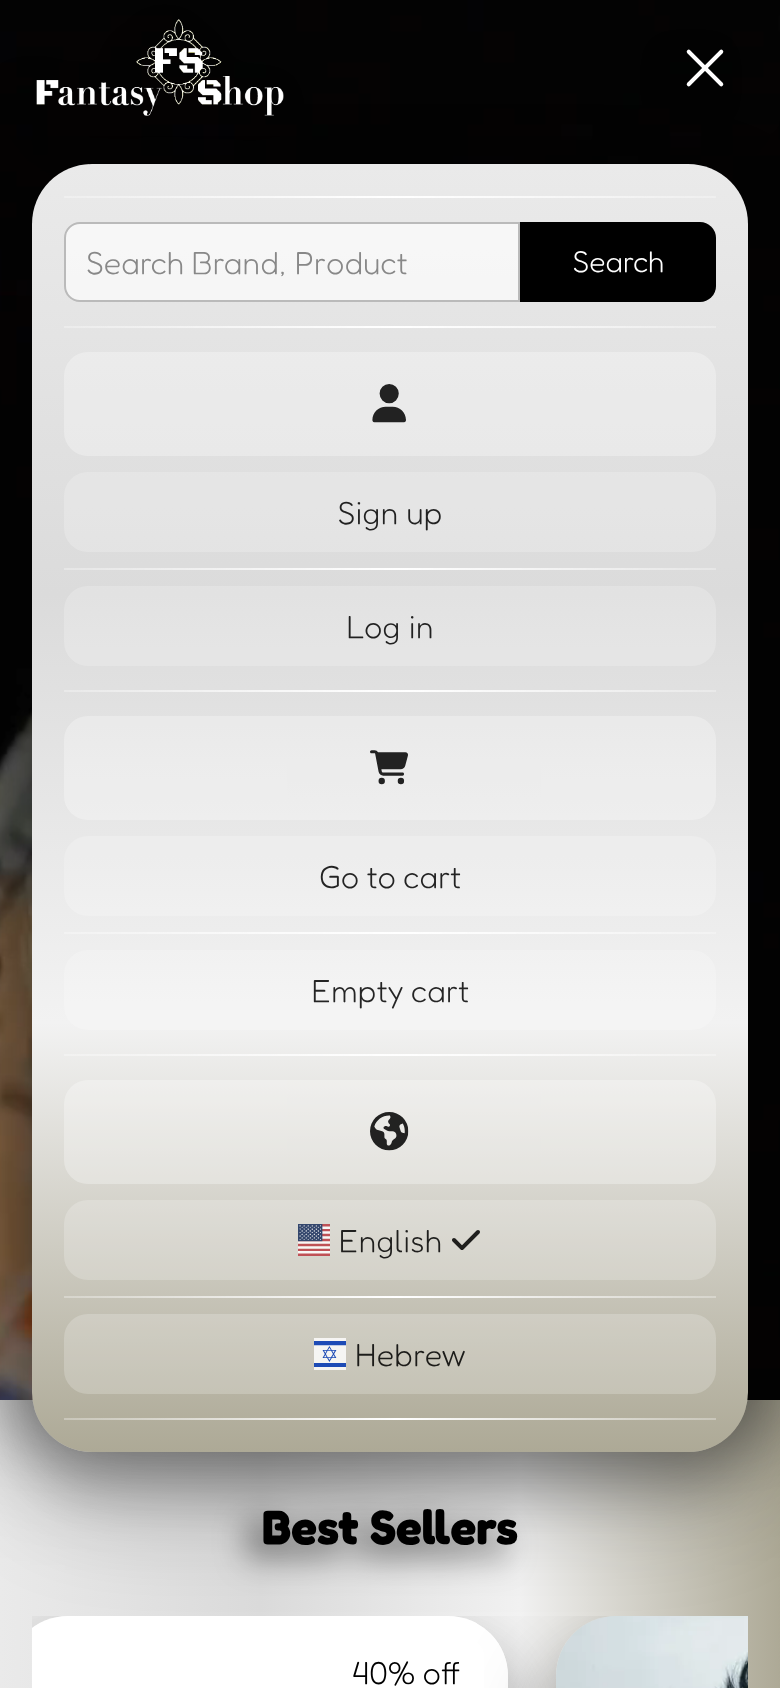 FS
Fantasy Shop
Search Brand, Product
Search
Sign up
Log in
Go to cart
Empty cart
English
Hebrew
Best Sellers
40% off